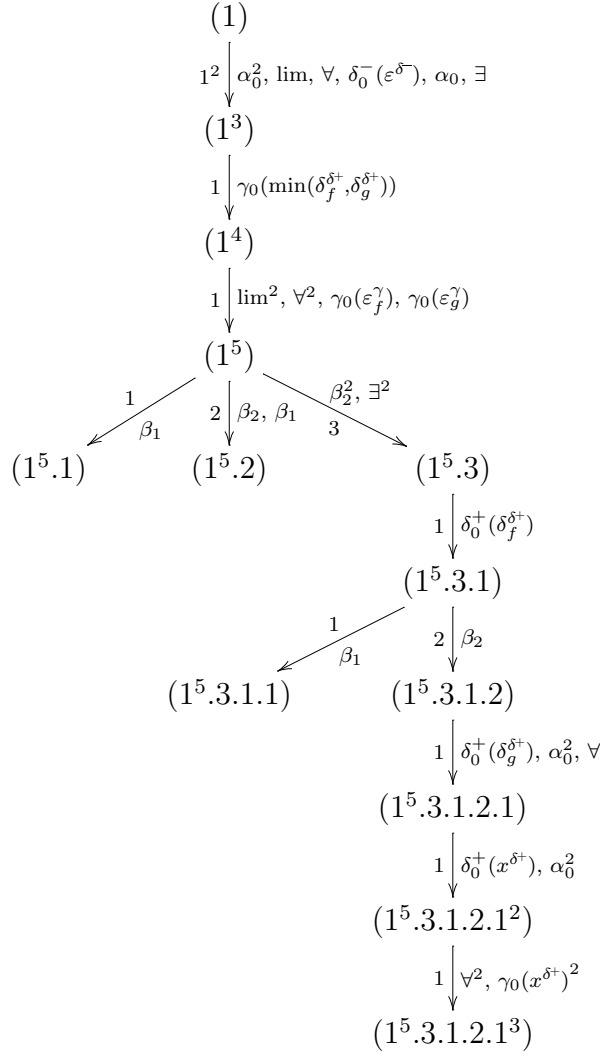 (1)
1² α₀², lim, ∀, δ₀⁻(ε^{δ⁻}), α₀, ∃
(1³)
1 γ₀(min(δ_f^{δ+},δ_g^{δ+}))
(1⁴)
1 lim², ∀², γ₀(ε_f^γ), γ₀(ε_g^γ)
(1⁵)
1 β₁ 2 β₂, β₁ β₂², ∃² 3
(1⁵.1) (1⁵.2) (1⁵.3)
1 δ₀⁺(δ_f^{δ+})
(1⁵.3.1)
1 β₁ 2 β₂
(1⁵.3.1.1) (1⁵.3.1.2)
1 δ₀⁺(δ_g^{δ+}), α₀², ∀
(1⁵.3.1.2.1)
1 δ₀⁺(x^{δ+}), α₀²
(1⁵.3.1.2.1²)
1 ∀², γ₀(x^{δ+})²
(1⁵.3.1.2.1³)